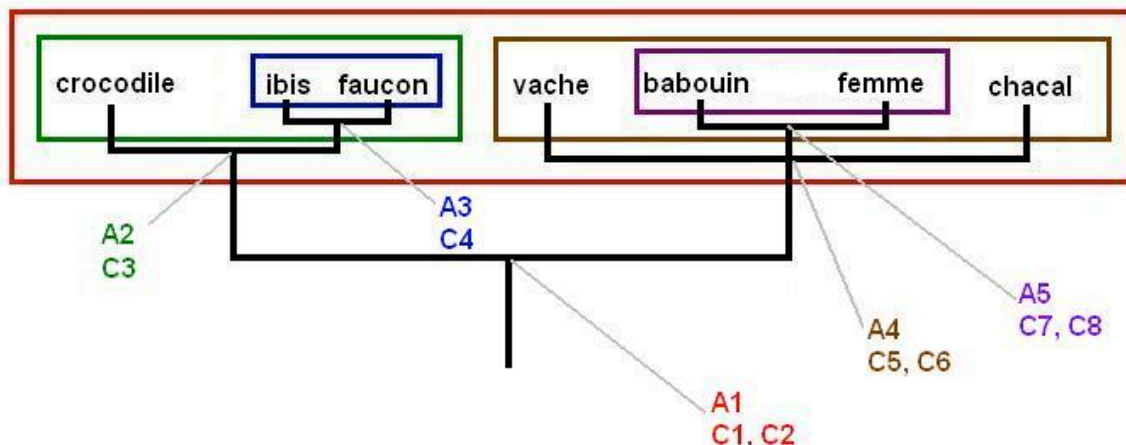 crocodile ibis faucon vache babouin femme chacal
A2
C3
A3
C4
A5
C7, C8
A4
C5, C6
A1
C1, C2